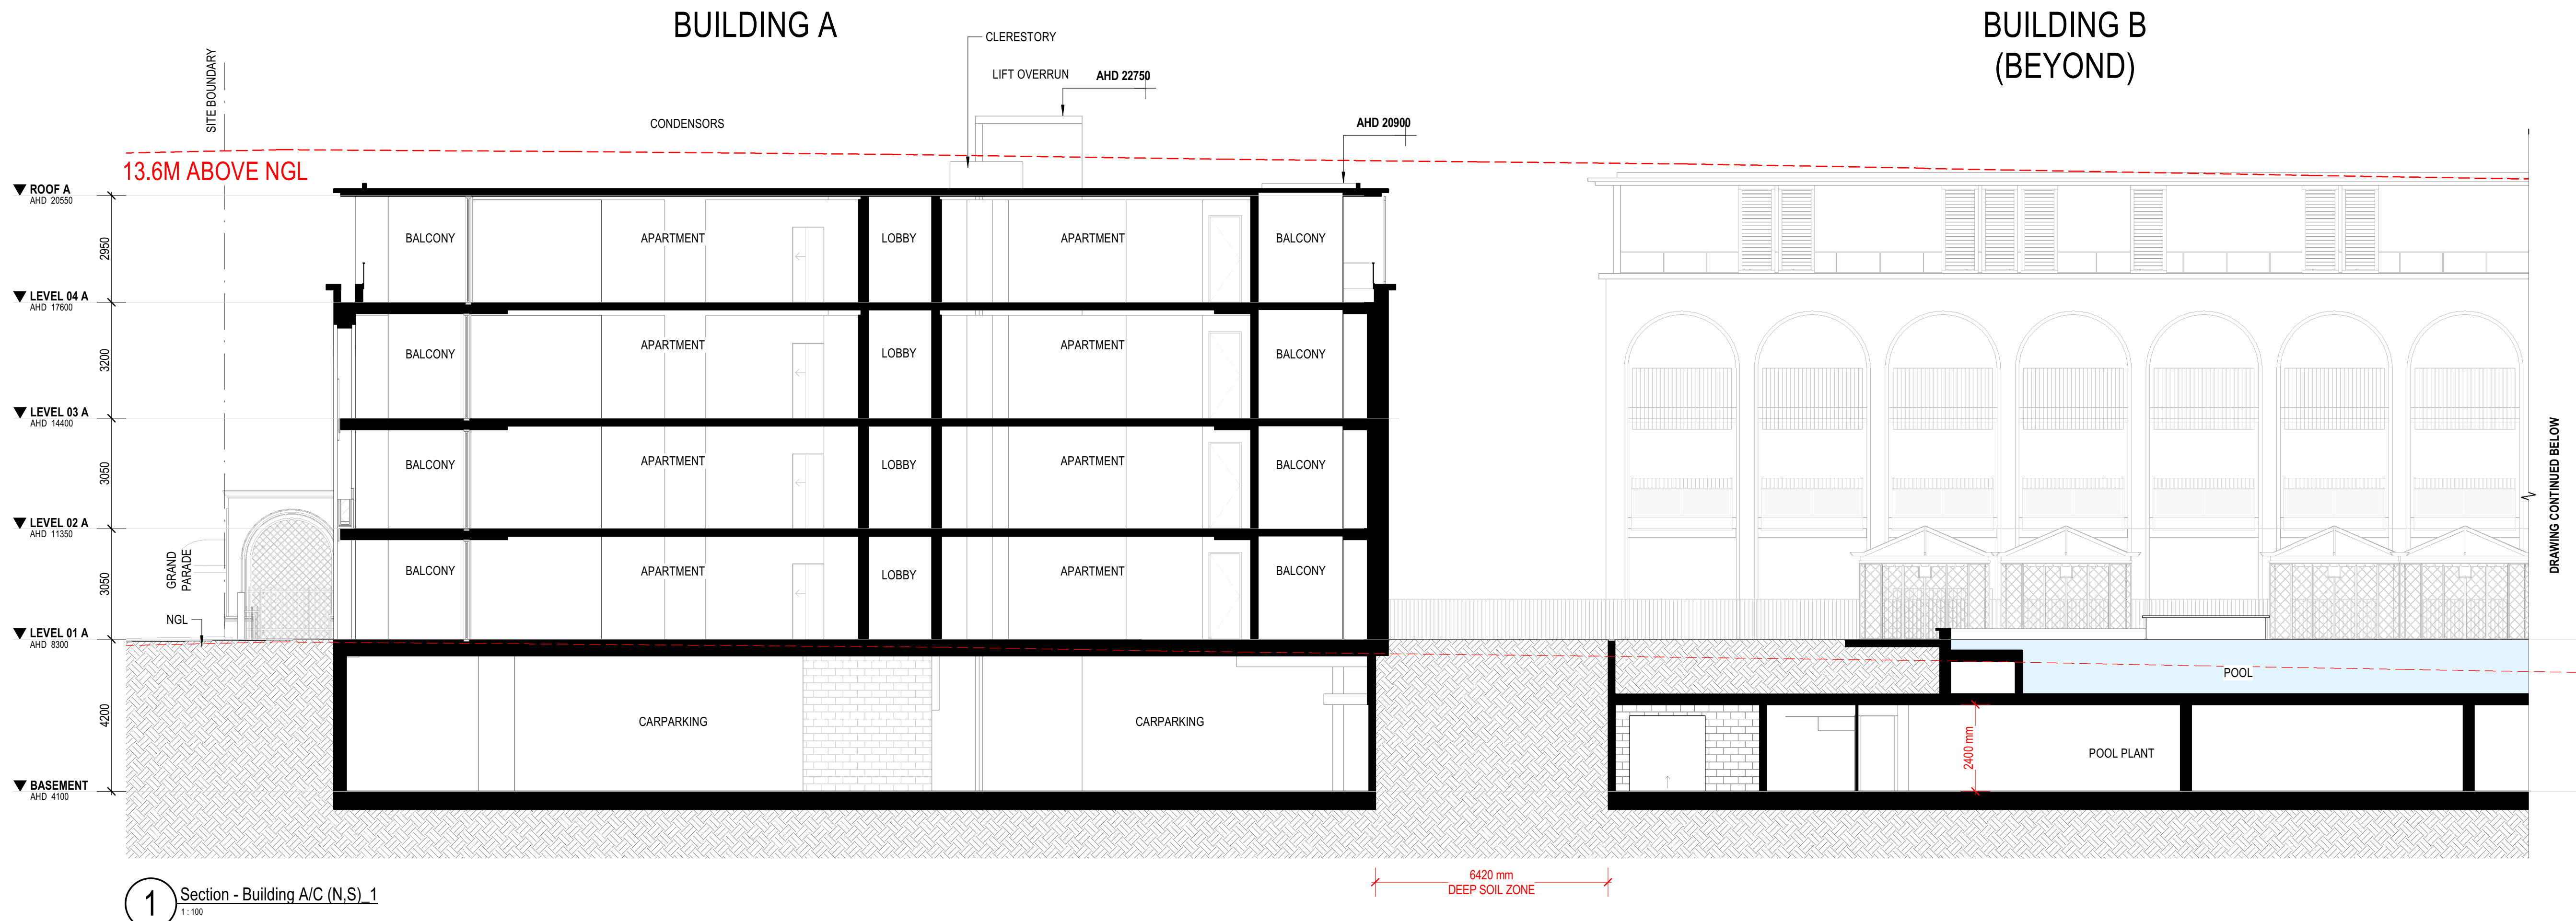 BUILDING A
BUILDING B
(BEYOND)
SITE BOUNDARY
CLERESTORY
LIFT OVERRUN
AHD 22750
CONDENSORS
AHD 20900
13.6M ABOVE NGL
ROOF A
AHD 20550
2950
BALCONY
APARTMENT
LOBBY
APARTMENT
BALCONY
LEVEL 04 A
AHD 17600
3200
BALCONY
APARTMENT
LOBBY
APARTMENT
BALCONY
LEVEL 03 A
AHD 14400
3050
BALCONY
APARTMENT
LOBBY
APARTMENT
BALCONY
LEVEL 02 A
AHD 11350
3050
GRAND
PARADE
BALCONY
APARTMENT
LOBBY
APARTMENT
BALCONY
NGL
LEVEL 01 A
AHD 8300
4200
CARPARKING
CARPARKING
POOL
2400 mm
POOL PLANT
BASEMENT
AHD 4100
DRAWING CONTINUED BELOW
6420 mm
DEEP SOIL ZONE
1
Section - Building A/C (N,S)_1
1 : 100